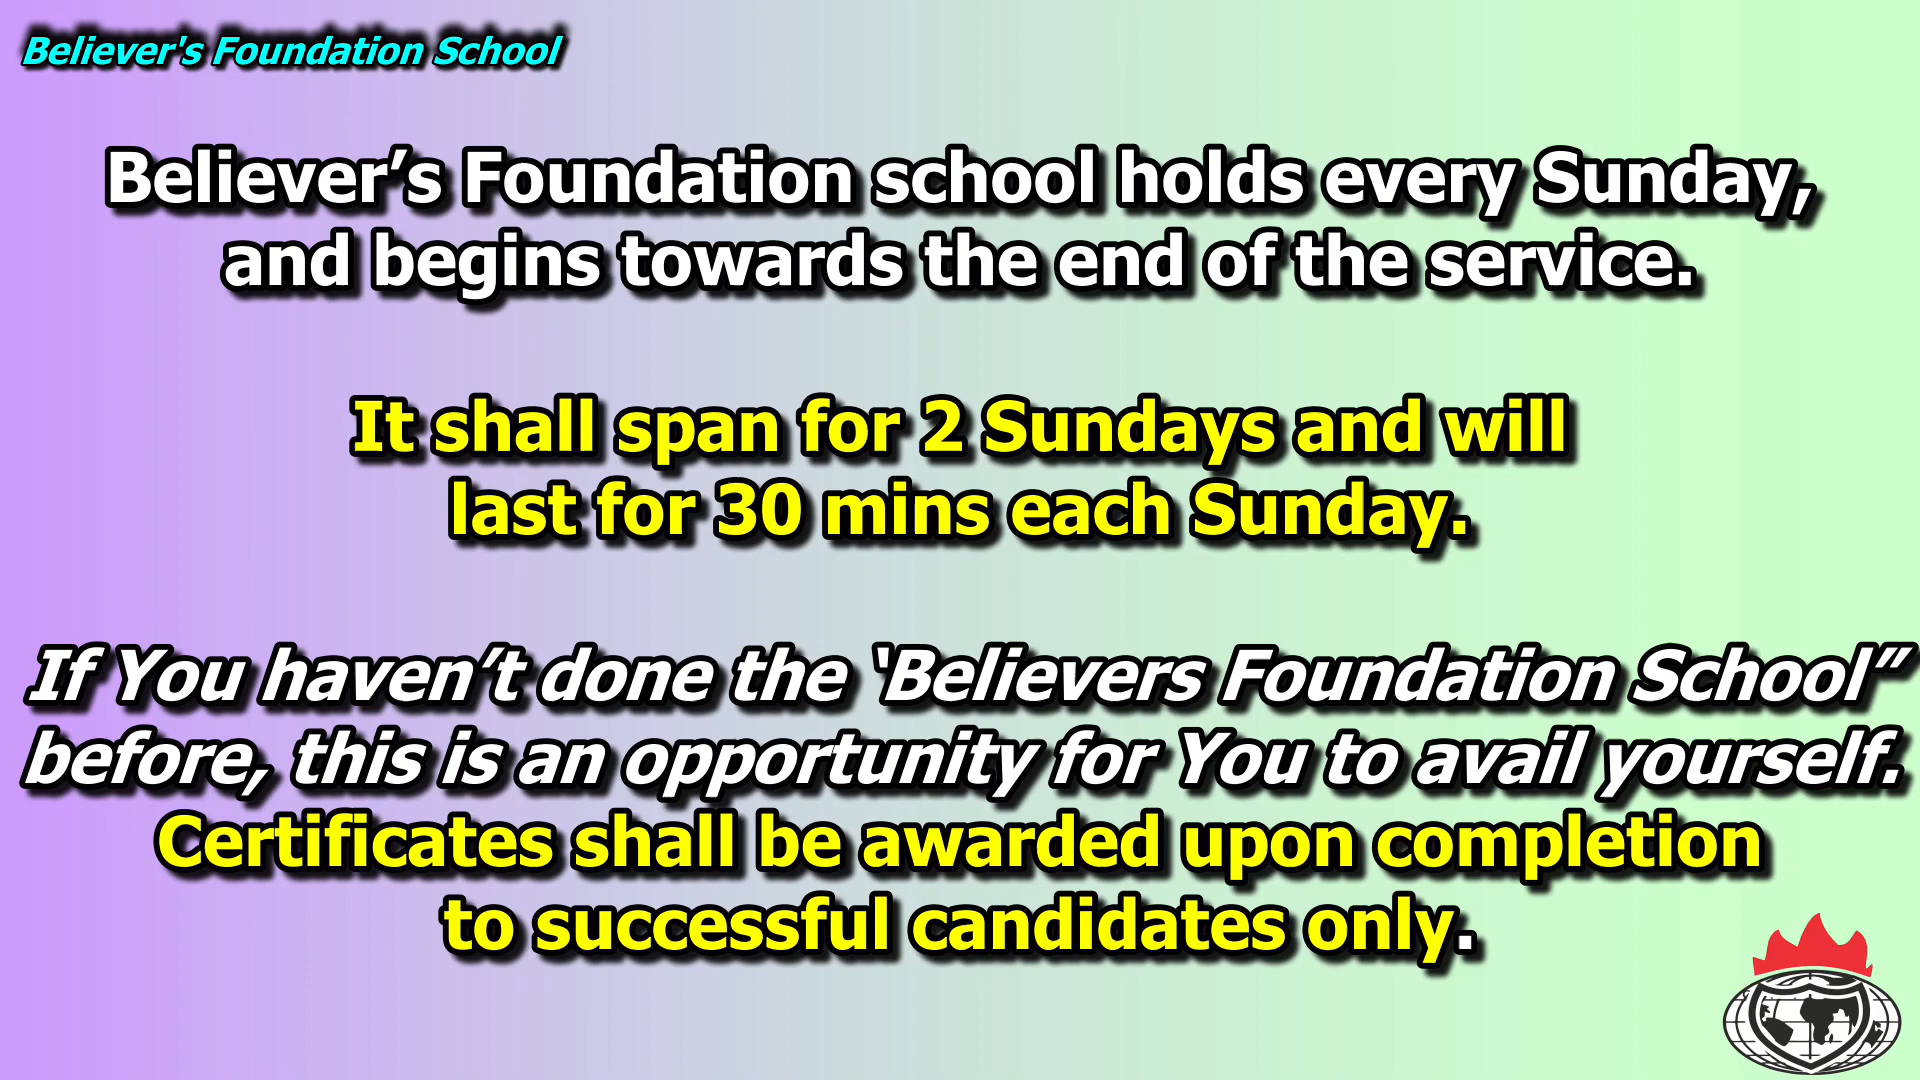 Believer's Foundation School
Believer’s Foundation school holds every Sunday,
and begins towards the end of the service.
It shall span for 2 Sundays and will
last for 30 mins each Sunday.
If You haven’t done the ‘Believers Foundation School”
before, this is an opportunity for You to avail yourself.
Certificates shall be awarded upon completion
to successful candidates only.